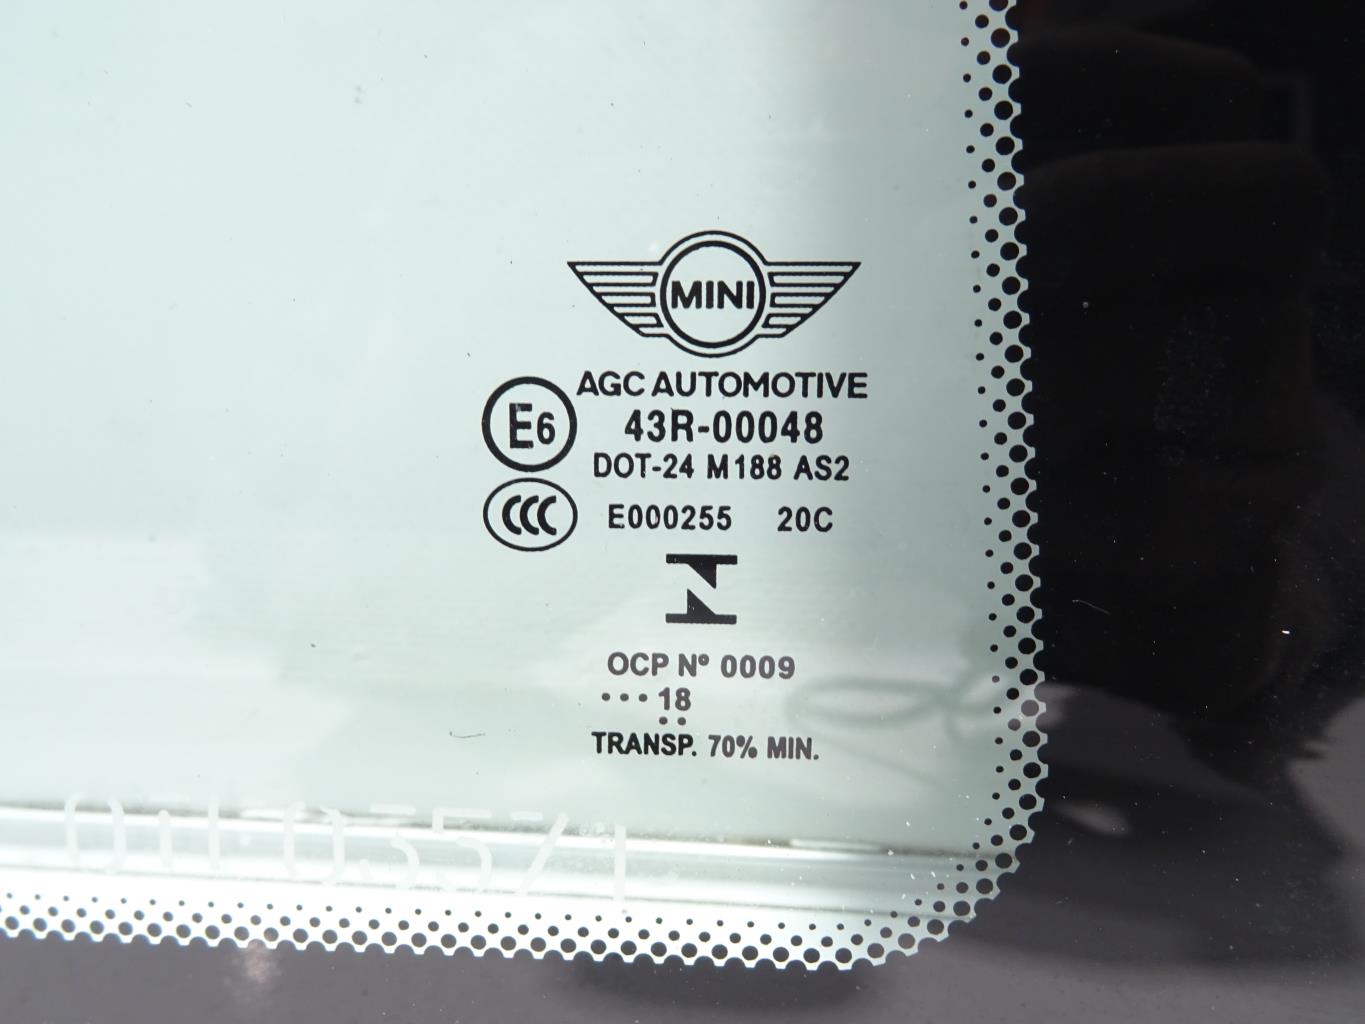 MINI
AGC AUTOMOTIVE
E6
43R-00048
DOT-24 M188 AS2
CCC
E000255 20C
OCP Nº 0009
···18
··
TRANSP. 70% MIN.